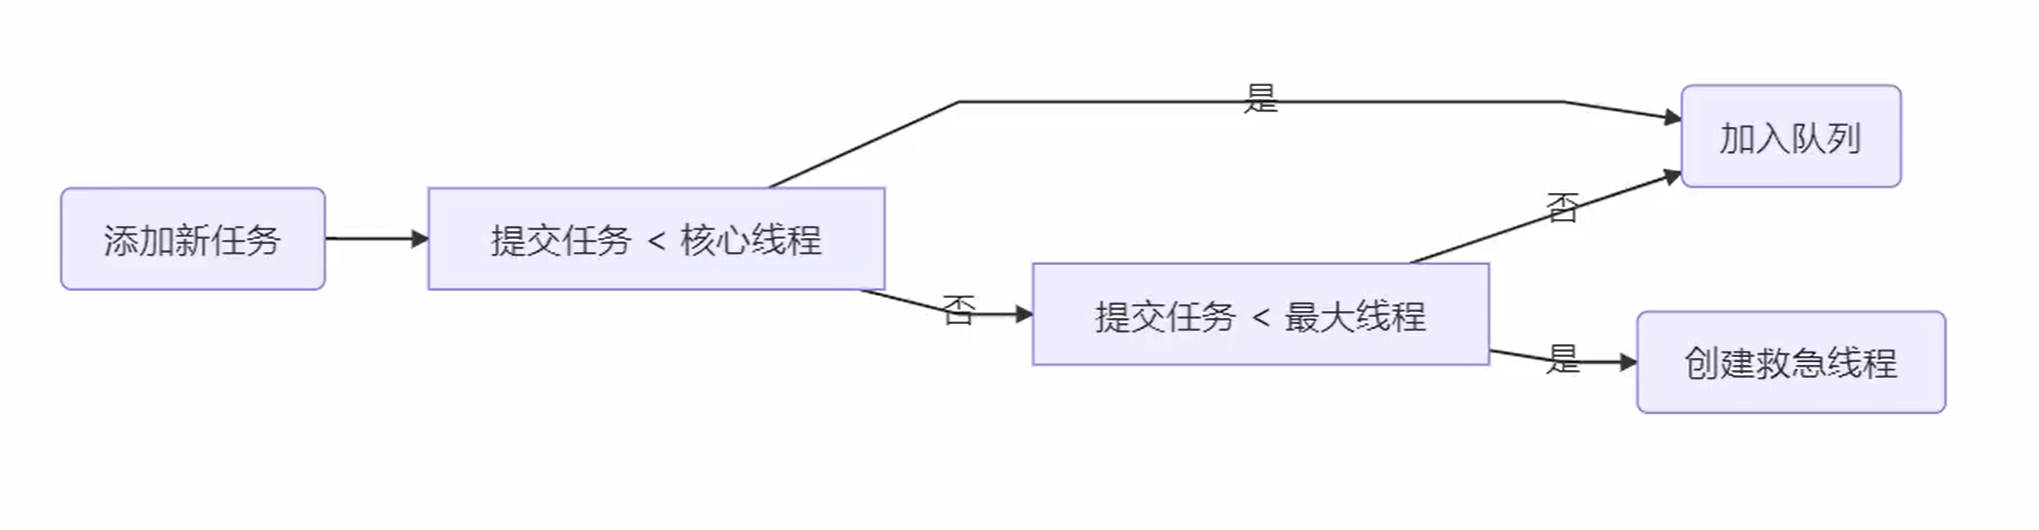 是
加入队列
添加新任务
提交任务 < 核心线程
否
否
提交任务 < 最大线程
是
创建救急线程